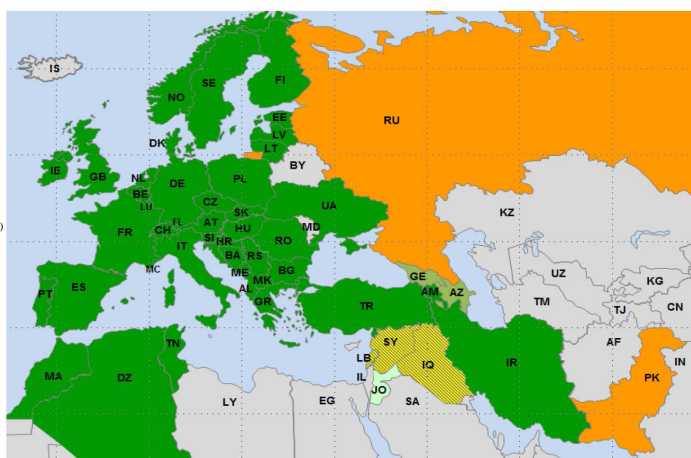 IS
NO
SE
FI
EE
LV
LT
RU
DK
BY
IE
GB
NL
BE
LU
DE
PL
CZ
SK
UA
KZ
FR
CH
FL
AT
HU
MD
SI
HR
RO
IT
BA
RS
MC
ME
MK
BG
AL
GR
PT
ES
GE
AM
AZ
UZ
KG
TM
TJ
CN
TR
TN
MA
DZ
LB
SY
IQ
IR
AF
IL
JO
PK
IN
LY
EG
SA
)